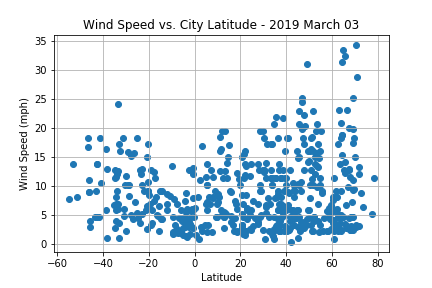 Wind Speed vs. City Latitude - 2019 March 03
35
30
25
20
15
10
5
0
Wind Speed (mph)
−60 −40 −20 0 20 40 60 80
Latitude